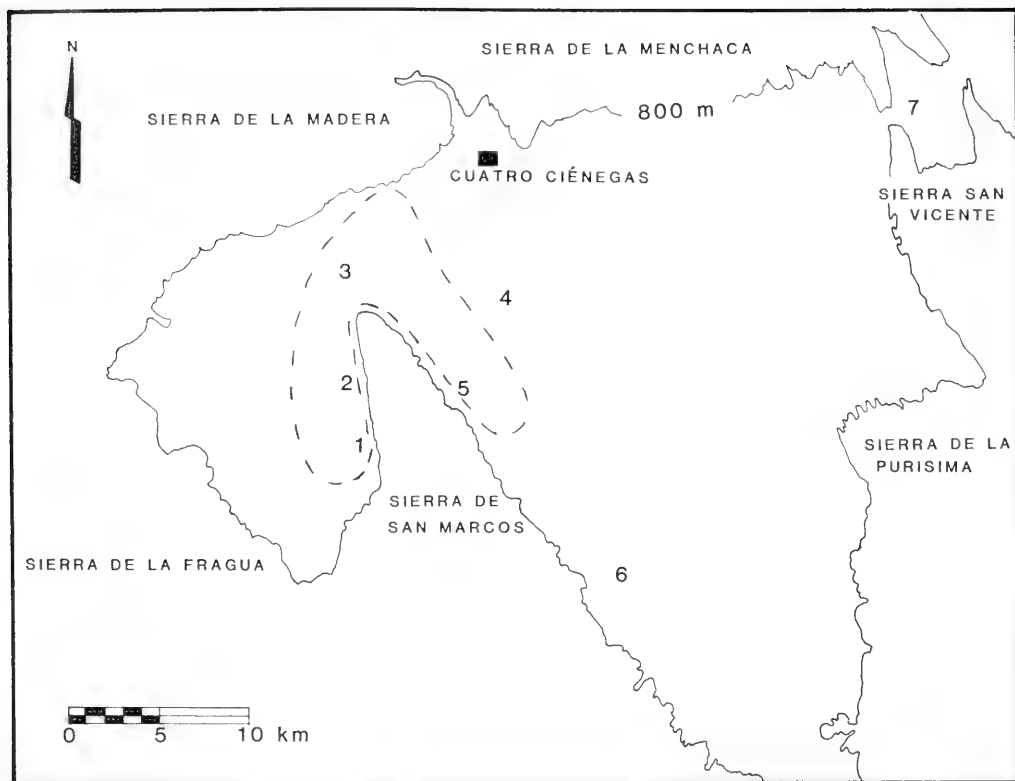 N
SIERRA DE LA MENCHACA
SIERRA DE LA MADERA
800 m
7
CUATRO CIÉNEGAS
SIERRA SAN
VICENTE
3
4
2
5
1
SIERRA DE LA
PURISIMA
SIERRA DE
SAN MARCOS
SIERRA DE LA FRAGUA
6
0 5 10 km